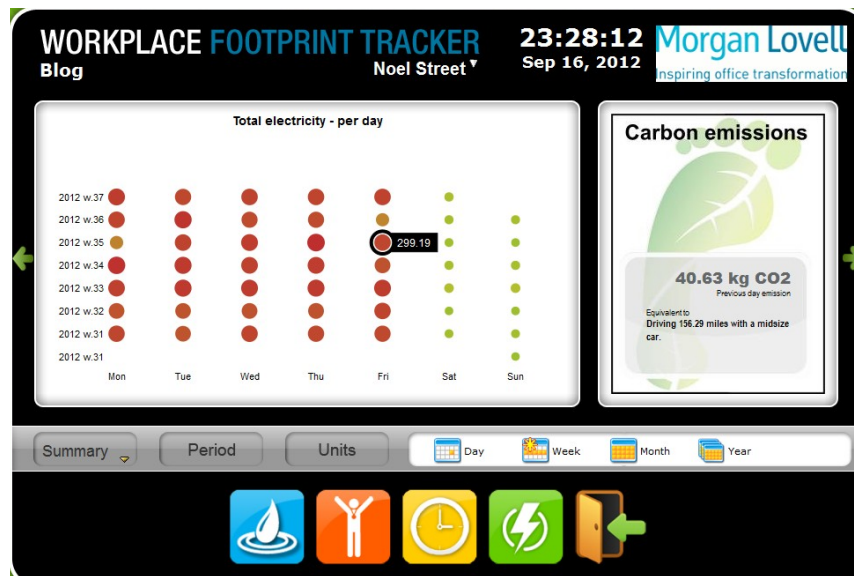 WORKPLACE FOOTPRINT TRACKER
Blog
Noel Street
23:28:12
Sep 16, 2012
Morgan Lovell
Inspiring office transformation
Total electricity - per day
2012 w.37
2012 w.36
2012 w.35
299.19
2012 w.34
2012 w.33
2012 w.32
2012 w.31
2012 w.31
Mon Tue Wed Thu Fri Sat Sun
Carbon emissions
40.63 kg CO2
Previous day emission
Equivalent to
Driving 156.29 miles with a midsize
car.
Summary Period Units Day Week Month Year